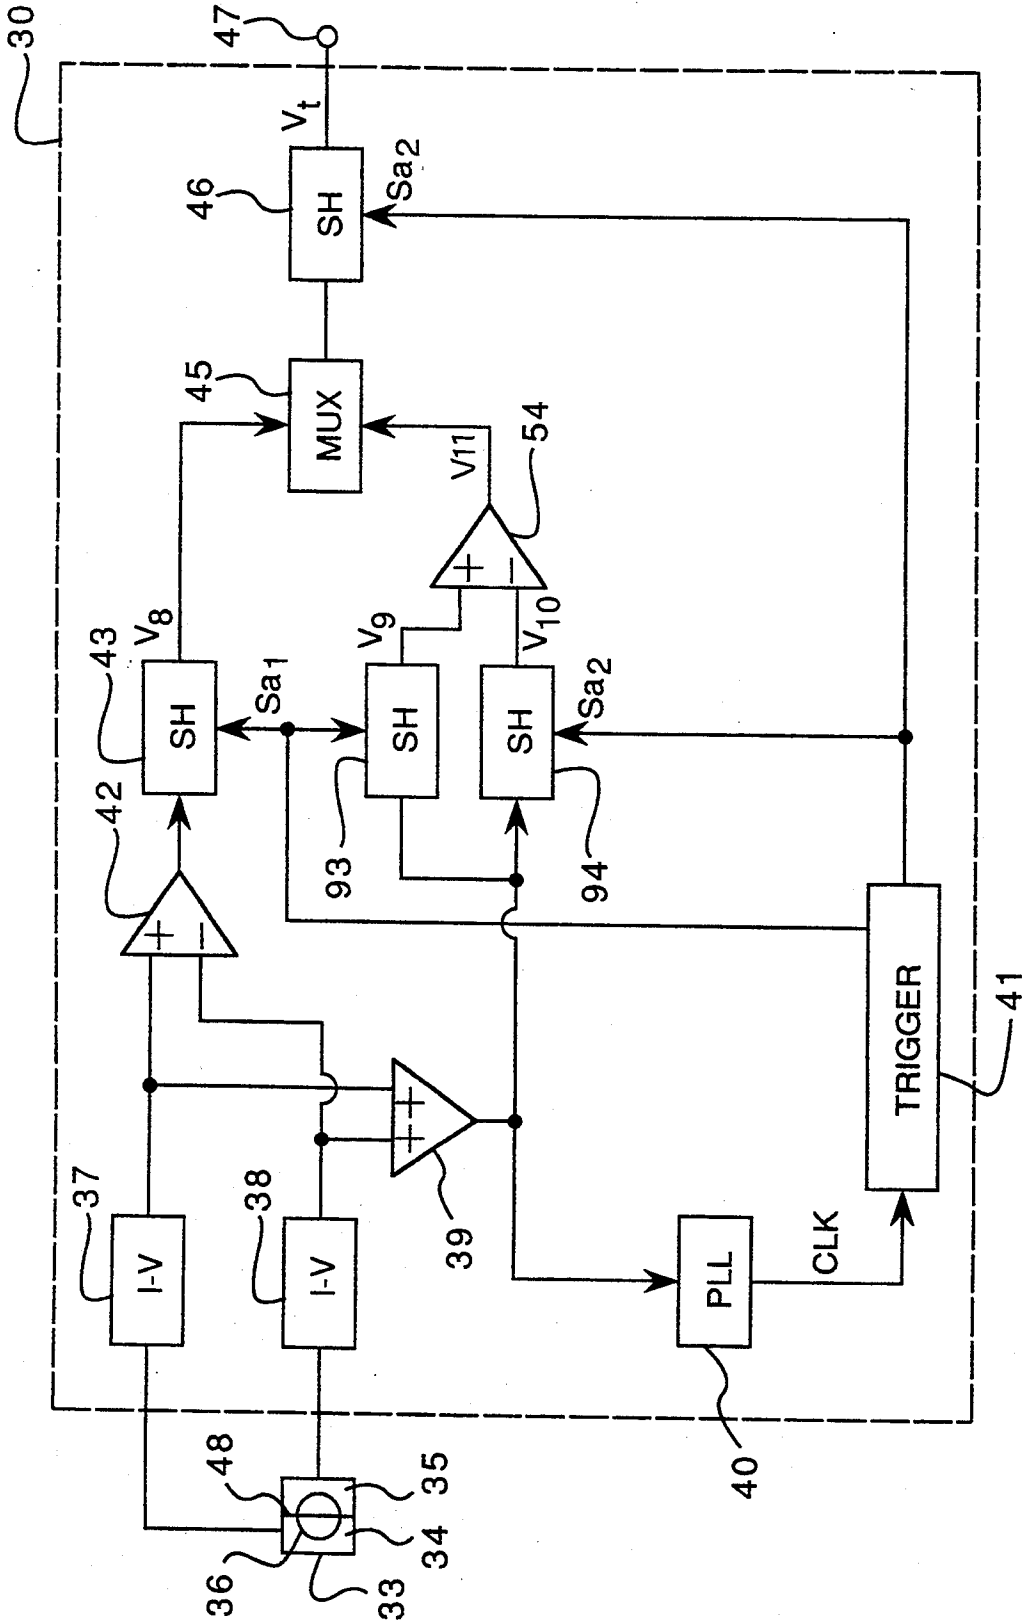 30
47
Vt
46
SH
Sa2
45
MUX
V11
54
43
V8
SH
Sa1
V9
93
SH
V10
SH
Sa2
94
42
+
−
37
I-V
38
I-V
+
+
39
PLL
40
CLK
TRIGGER
41
48
35
36
34
33
+
−